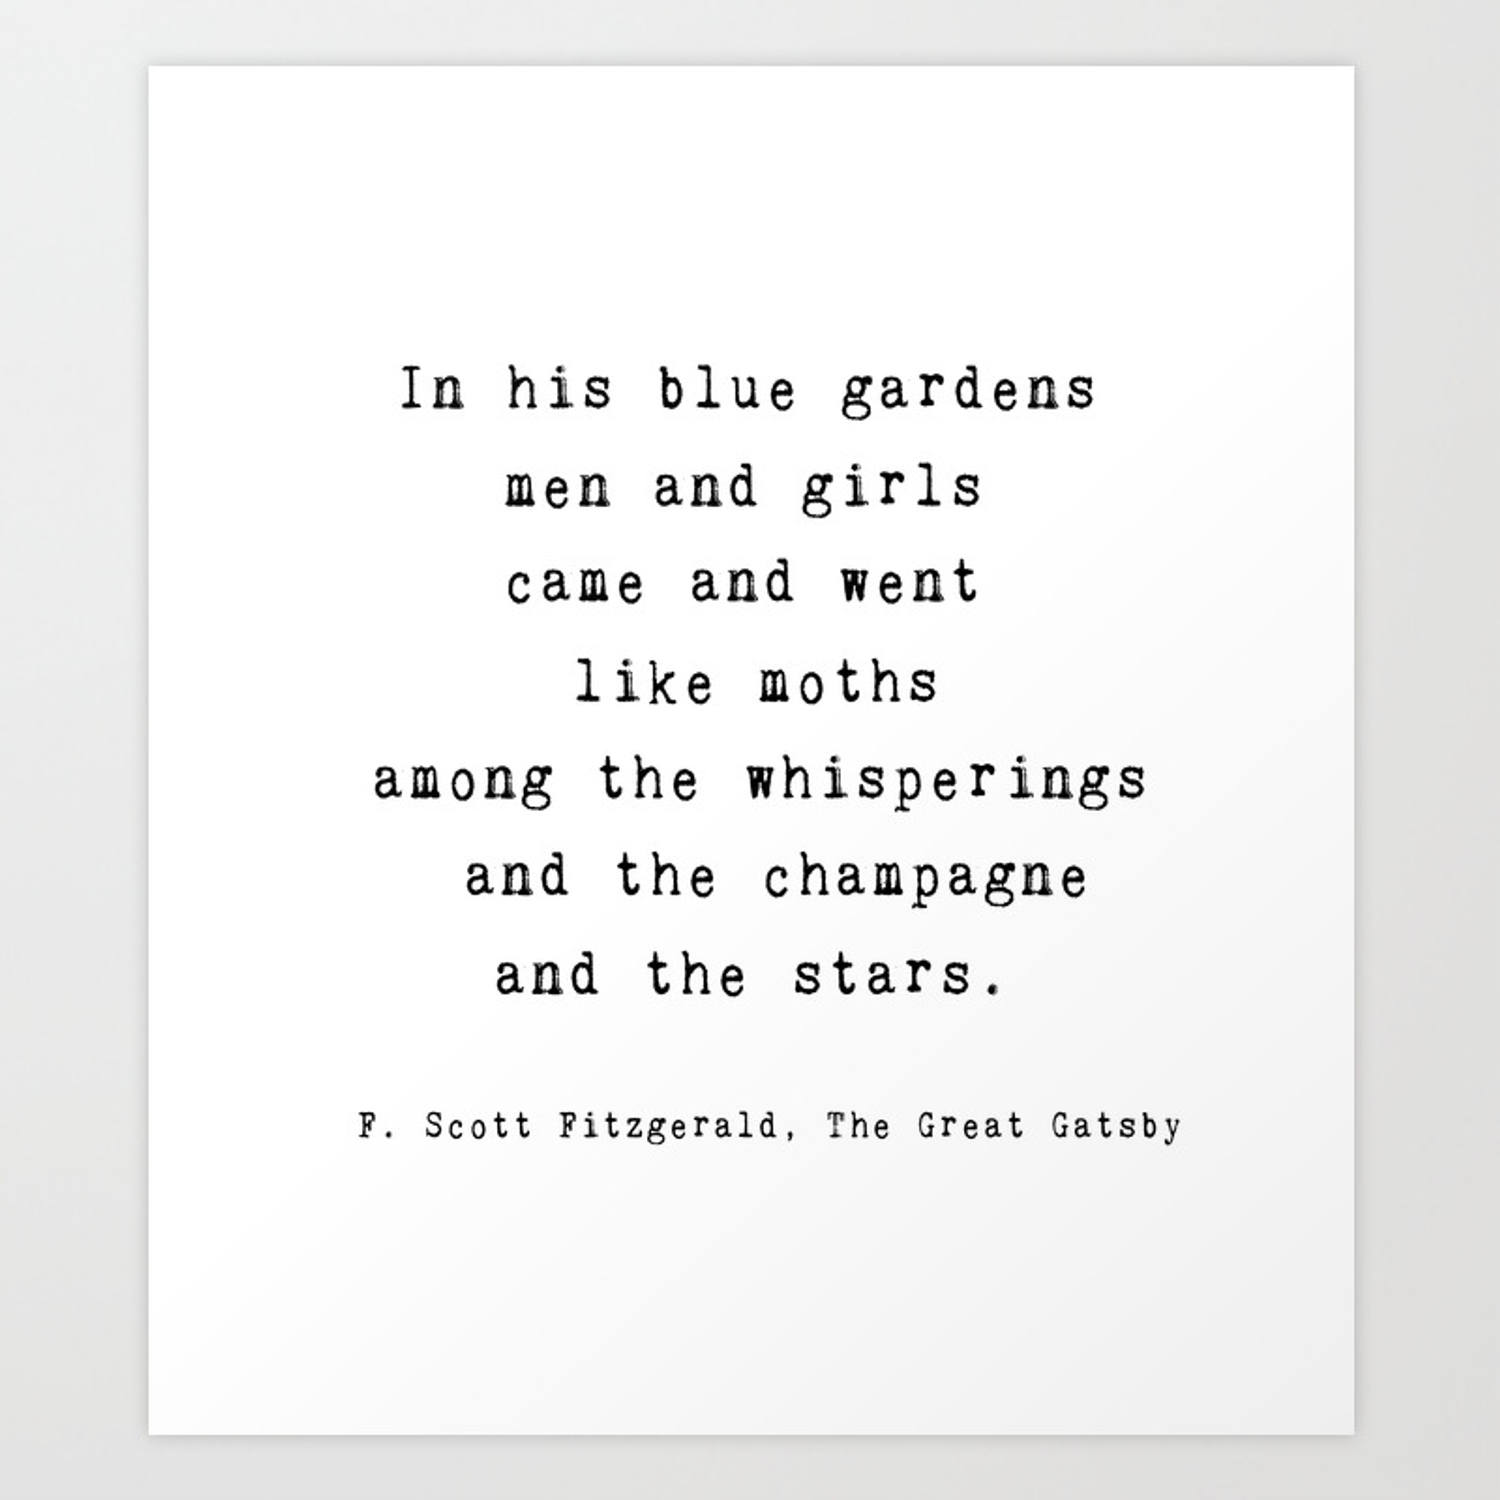 In his blue gardens
men and girls
came and went
like moths
among the whisperings
and the champagne
and the stars.
F. Scott Fitzgerald, The Great Gatsby